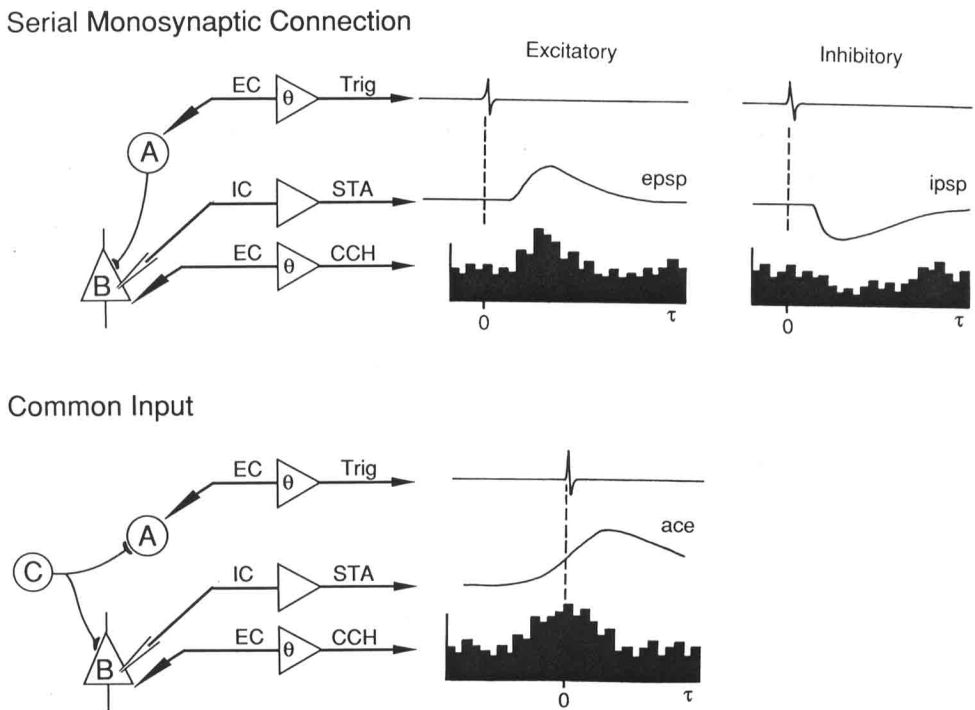 Serial Monosynaptic Connection
Excitatory
Inhibitory
EC θ Trig
A
IC STA
epsp
ipsp
B
EC θ CCH
0 τ
0 τ
Common Input
EC θ Trig
A
ace
C
IC STA
B
EC θ CCH
0 τ